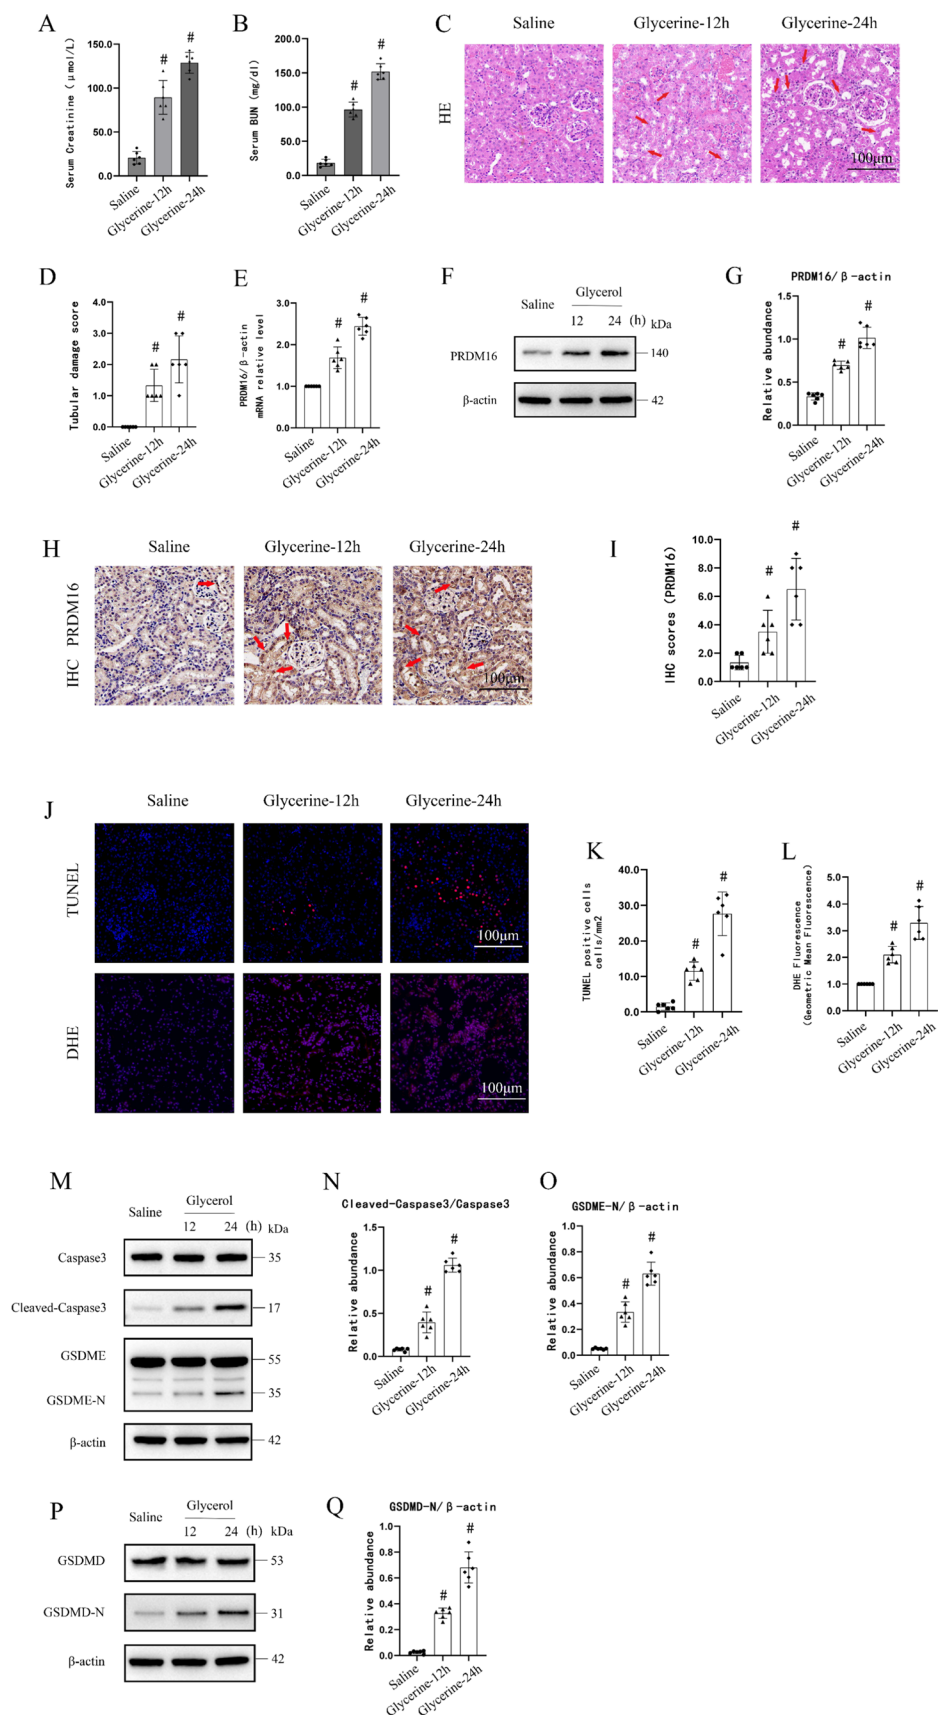 A
Serum Creatinine (μmol/L)
150.0
100.0
50.0
0.0
#
#
Saline
Glycerine-12h
Glycerine-24h
B
Serum BUN (mg/dl)
200.0
150.0
100.0
50.0
0.0
#
#
Saline
Glycerine-12h
Glycerine-24h
C
Saline
Glycerine-12h
Glycerine-24h
HE
100μm
D
Tubular damage score
4.0
3.0
2.0
1.0
0.0
#
#
Saline
Glycerine-12h
Glycerine-24h
E
PRDM16/β-actin
mRNA relative level
3.0
2.0
1.0
0.0
#
#
Saline
Glycerine-12h
Glycerine-24h
F
Saline
Glycerol
12
24
(h)
kDa
PRDM16
140
β-actin
42
G
PRDM16/β-actin
Relative abundance
1.5
1.0
0.5
0.0
#
#
Saline
Glycerine-12h
Glycerine-24h
H
Saline
Glycerine-12h
Glycerine-24h
IHC PRDM16
100μm
I
IHC scores (PRDM16)
10.0
8.0
6.0
4.0
2.0
0.0
#
#
Saline
Glycerine-12h
Glycerine-24h
J
Saline
Glycerine-12h
Glycerine-24h
TUNEL
100μm
DHE
100μm
K
TUNEL positive cells
cells/mm2
40.0
30.0
20.0
10.0
0.0
#
#
Saline
Glycerine-12h
Glycerine-24h
L
DHE Fluorescence
(Geometric Mean Fluorescence)
5.0
4.0
3.0
2.0
1.0
0.0
#
#
Saline
Glycerine-12h
Glycerine-24h
M
Saline
Glycerol
12
24
(h)
kDa
Caspase3
35
Cleaved-Caspase3
17
GSDME
55
GSDME-N
35
β-actin
42
N
Cleaved-Caspase3/Caspase3
Relative abundance
1.5
1.0
0.5
0.0
#
#
Saline
Glycerine-12h
Glycerine-24h
O
GSDME-N/β-actin
Relative abundance
1.0
0.8
0.6
0.4
0.2
0.0
#
#
Saline
Glycerine-12h
Glycerine-24h
P
Saline
Glycerol
12
24
(h)
kDa
GSDMD
53
GSDMD-N
31
β-actin
42
Q
GSDMD-N/β-actin
Relative abundance
1.0
0.8
0.6
0.4
0.2
0.0
#
#
Saline
Glycerine-12h
Glycerine-24h